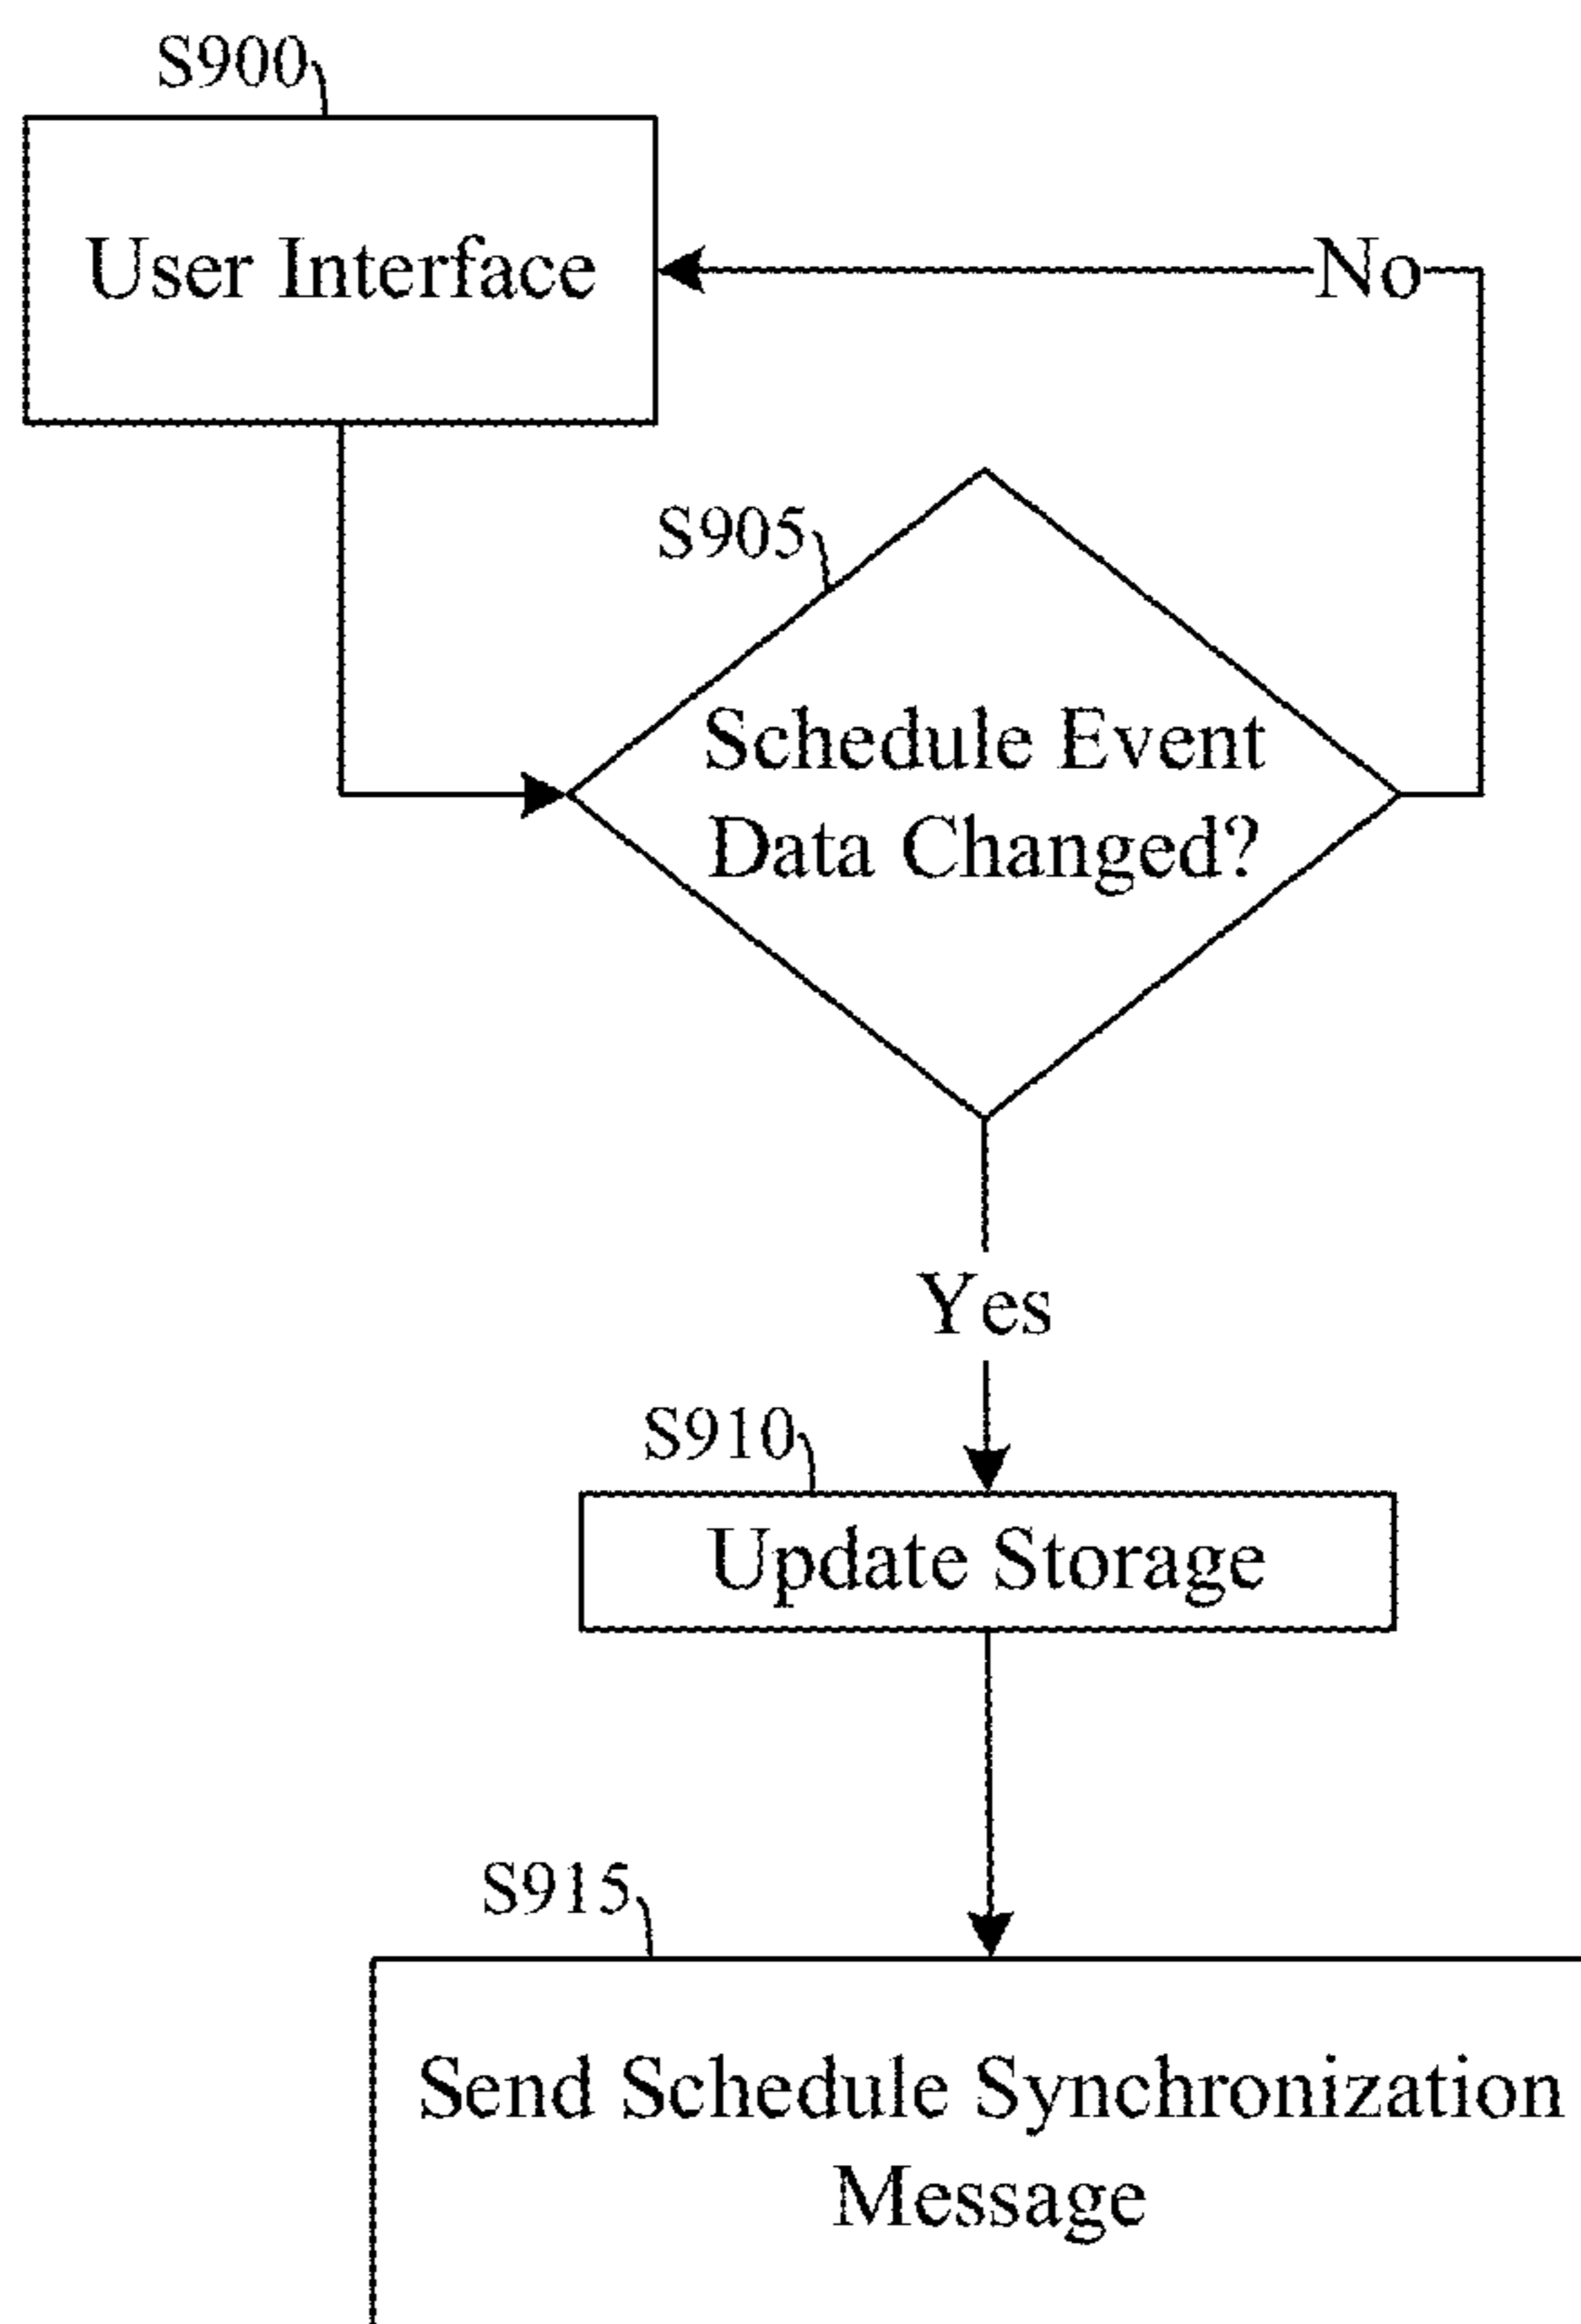 S900
User Interface
No
S905
Schedule Event
Data Changed?
Yes
S910
Update Storage
S915
Send Schedule Synchronization
Message